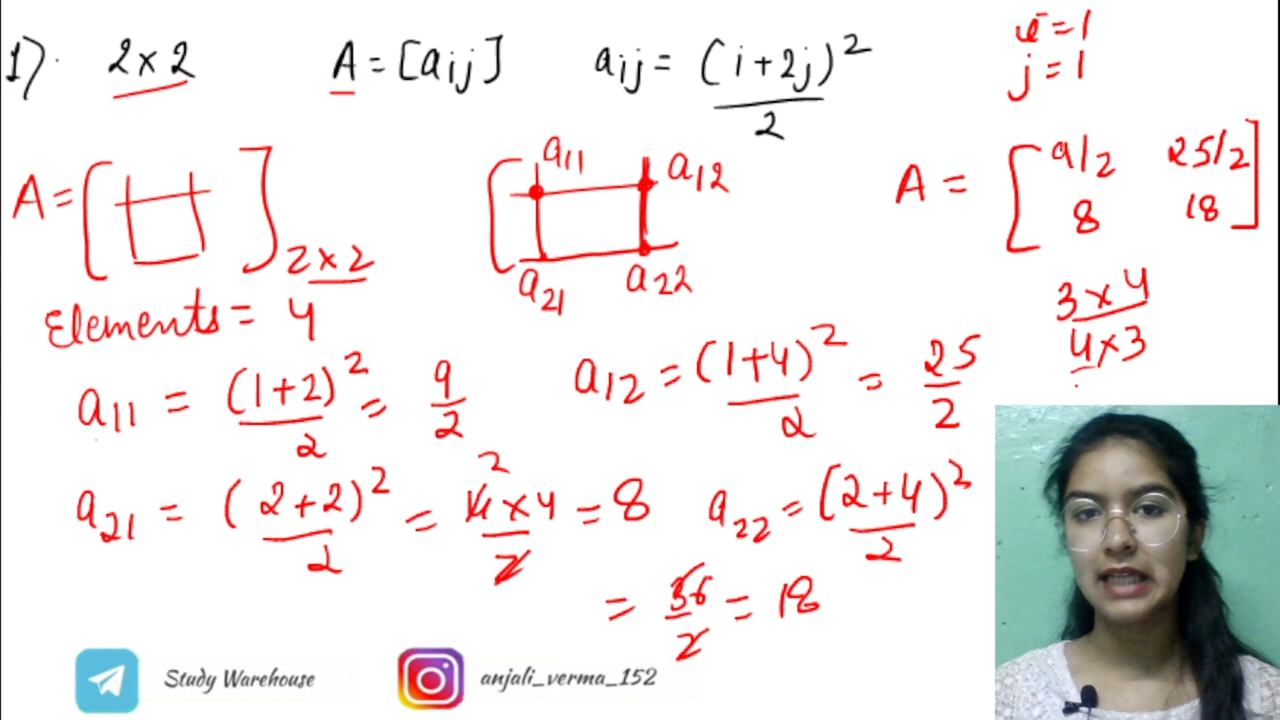 1). 2×2 A = [aij] aij = (i+2j)²/2
i=1
j=1
A = [ ]2×2
a11 a12
a21 a22
A = [9/2 25/2
8 18]
Elements = 4
3×4
4×3
a11 = (1+2)²/2 = 9/2 a12 = (1+4)²/2 = 25/2
a21 = (2+2)²/2 = 4×4/2 = 8 a22 = (2+4)²/2
2
= 36/2 = 18
Study Warehouse anjali_verma_152